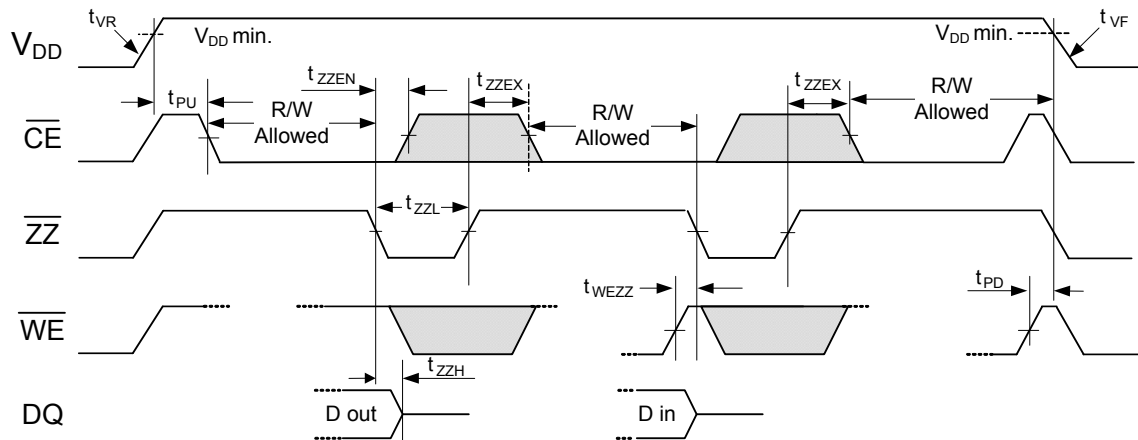 tVR
VDD min.
VDD min.
tVF
VDD
tZZEN
tZZEX
tZZEX
tPU
R/W
Allowed
R/W
Allowed
R/W
Allowed
CE
tZZL
ZZ
tWEZZ
tPD
WE
tZZH
DQ
D out
D in